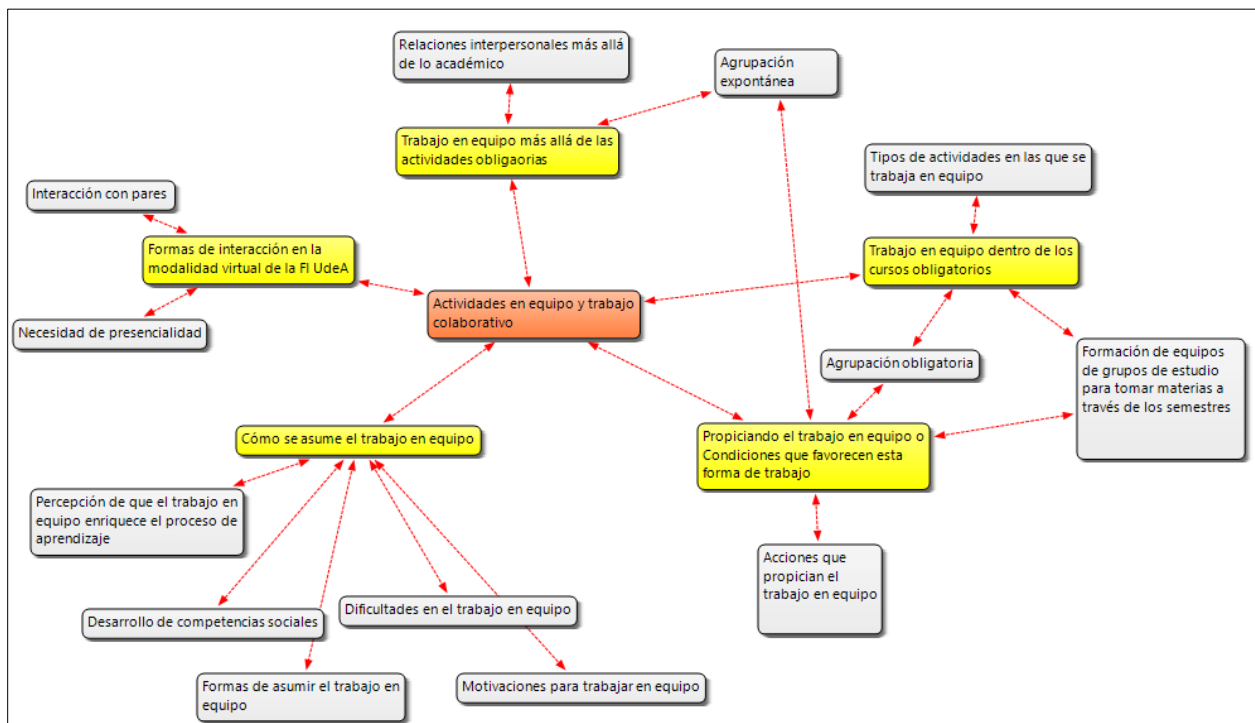 Relaciones interpersonales más allá
de lo académico
Agrupación
expontánea
Trabajo en equipo más allá de las
actividades obligaorias
Tipos de actividades en las que se
trabaja en equipo
Interacción con pares
Formas de interacción en la
modalidad virtual de la FI UdeA
Trabajo en equipo dentro de los
cursos obligatorios
Necesidad de presencialidad
Actividades en equipo y trabajo
colaborativo
Agrupación obligatoria
Formación de equipos
de grupos de estudio
para tomar materias a
través de los semestres
Cómo se asume el trabajo en equipo
Propiciando el trabajo en equipo o
Condiciones que favorecen esta
forma de trabajo
Percepción de que el trabajo en
equipo enriquece el proceso de
aprendizaje
Acciones que
propician el
trabajo en equipo
Desarrollo de competencias sociales
Dificultades en el trabajo en equipo
Formas de asumir el trabajo en
equipo
Motivaciones para trabajar en equipo